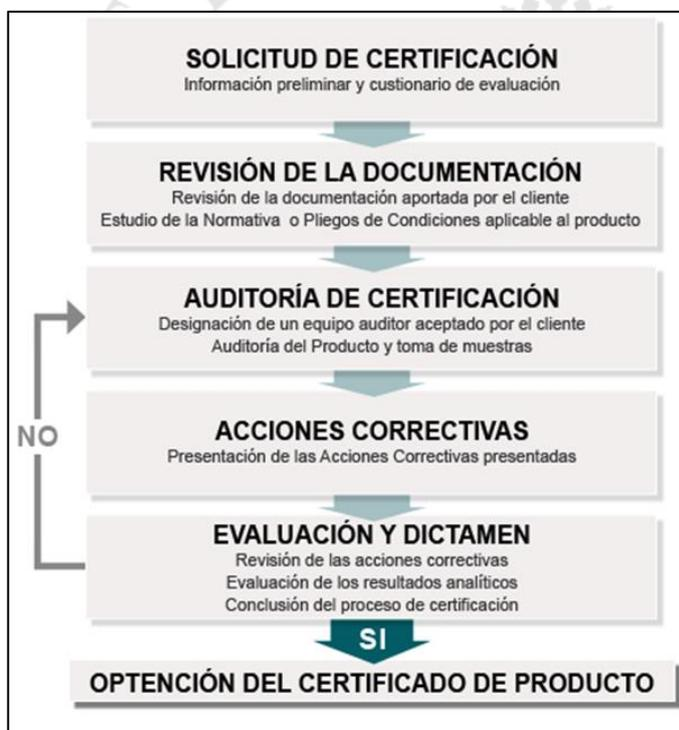 SOLICITUD DE CERTIFICACIÓN
Información preliminar y custionario de evaluación
REVISIÓN DE LA DOCUMENTACIÓN
Revisión de la documentación aportada por el cliente
Estudio de la Normativa o Pliegos de Condiciones aplicable al producto
AUDITORÍA DE CERTIFICACIÓN
Designación de un equipo auditor aceptado por el cliente
Auditoría del Producto y toma de muestras
NO
ACCIONES CORRECTIVAS
Presentación de las Acciones Correctivas presentadas
EVALUACIÓN Y DICTAMEN
Revisión de las acciones correctivas
Evaluación de los resultados analíticos
Conclusión del proceso de certificación
SI
OPTENCIÓN DEL CERTIFICADO DE PRODUCTO